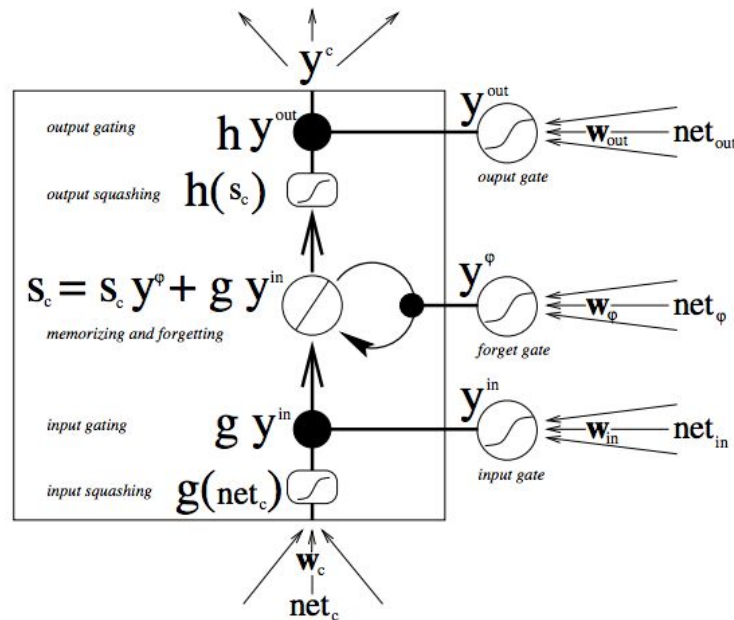 y^c
output gating
h y^out
y^out
w_out
net_out
ouput gate
output squashing
h(s_c)
s_c = s_c y^φ + g y^in
memorizing and forgetting
y^φ
w_φ
net_φ
forget gate
input gating
g y^in
y^in
w_in
net_in
input gate
input squashing
g(net_c)
w_c
net_c